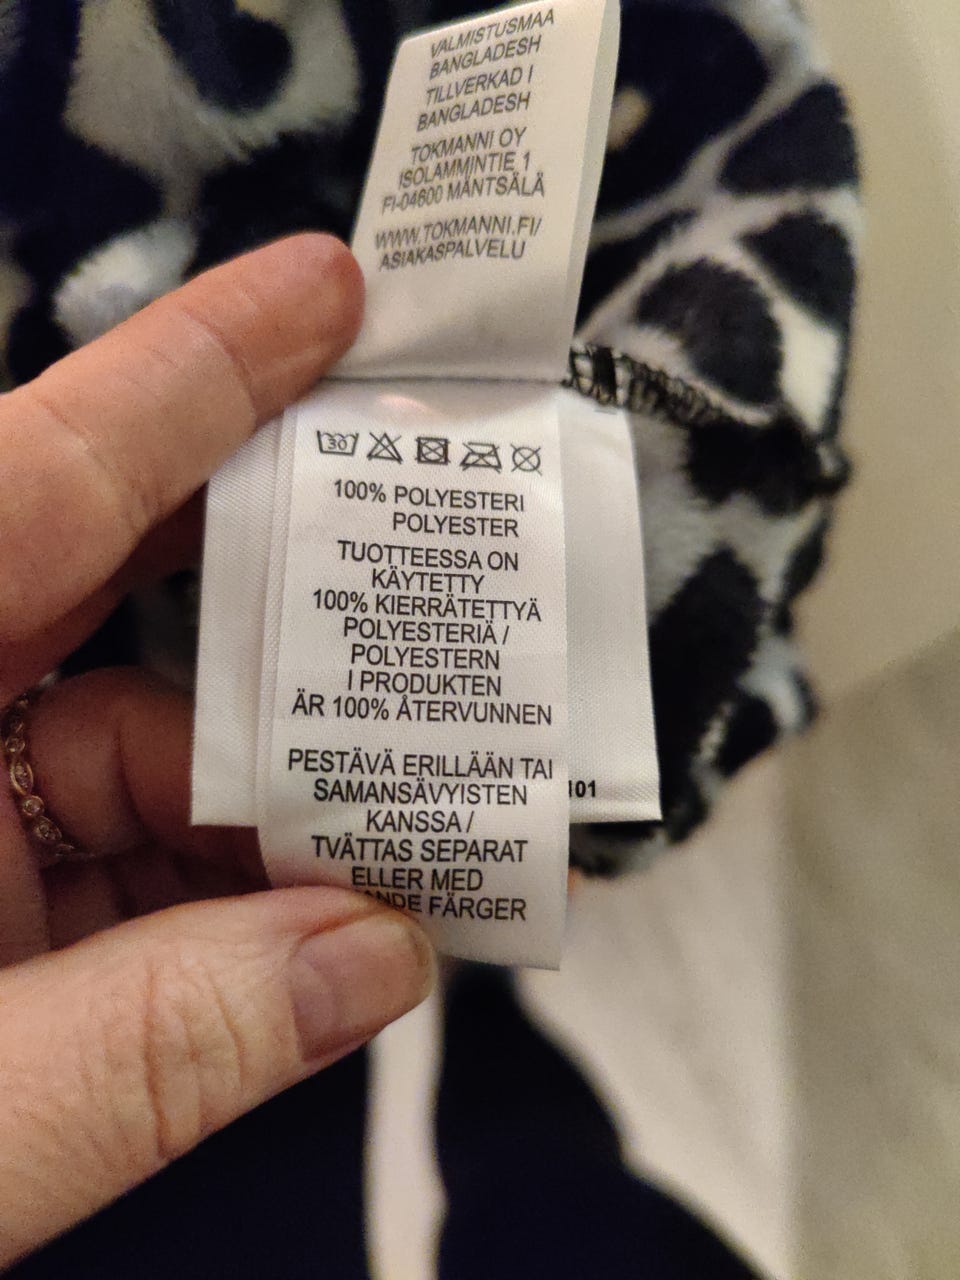 VALMISTUSMAA
BANGLADESH
TILLVERKAD I
BANGLADESH
TOKMANNI OY
ISOLAMMINTIE 1
FI-04600 MÄNTSÄLÄ
WWW.TOKMANNI.FI/
ASIAKASPALVELU
30
100% POLYESTERI
POLYESTER
TUOTTEESSA ON
KÄYTETTY
100% KIERRÄTETTYÄ
POLYESTERIÄ /
POLYESTERN
I PRODUKTEN
ÄR 100% ÅTERVUNNEN
PESTÄVÄ ERILLÄÄN TAI
SAMANSÄVYISTEN
KANSSA /
TVÄTTAS SEPARAT
ELLER MED
FÄRGER